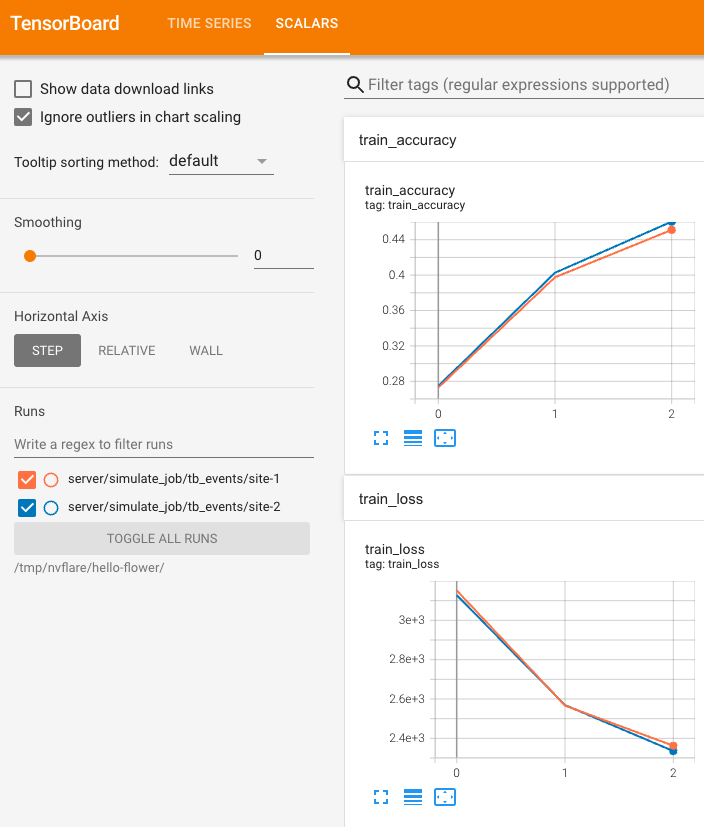 TensorBoard
TIME SERIES
SCALARS
Show data download links
Ignore outliers in chart scaling
Tooltip sorting method: default
Smoothing
0
Horizontal Axis
STEP
RELATIVE
WALL
Runs
Write a regex to filter runs
server/simulate_job/tb_events/site-1
server/simulate_job/tb_events/site-2
TOGGLE ALL RUNS
/tmp/nvflare/hello-flower/
Filter tags (regular expressions supported)
train_accuracy
train_accuracy
tag: train_accuracy
0.44
0.4
0.36
0.32
0.28
0 1 2
train_loss
train_loss
tag: train_loss
3e+3
2.8e+3
2.6e+3
2.4e+3
0 1 2